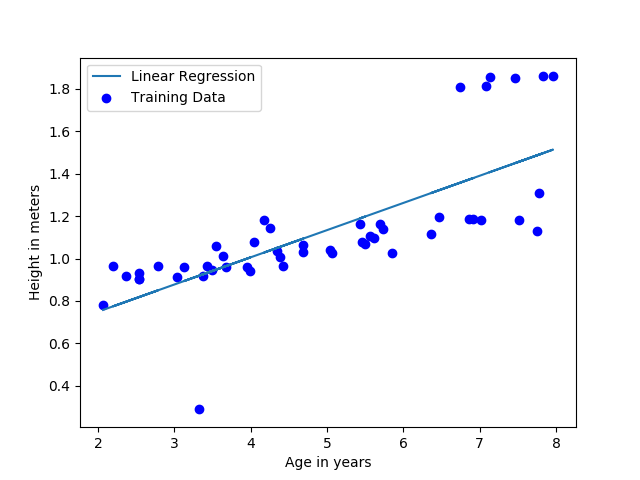 Linear Regression
Training Data
1.8
1.6
1.4
1.2
1.0
0.8
0.6
0.4
Height in meters
2 3 4 5 6 7 8
Age in years